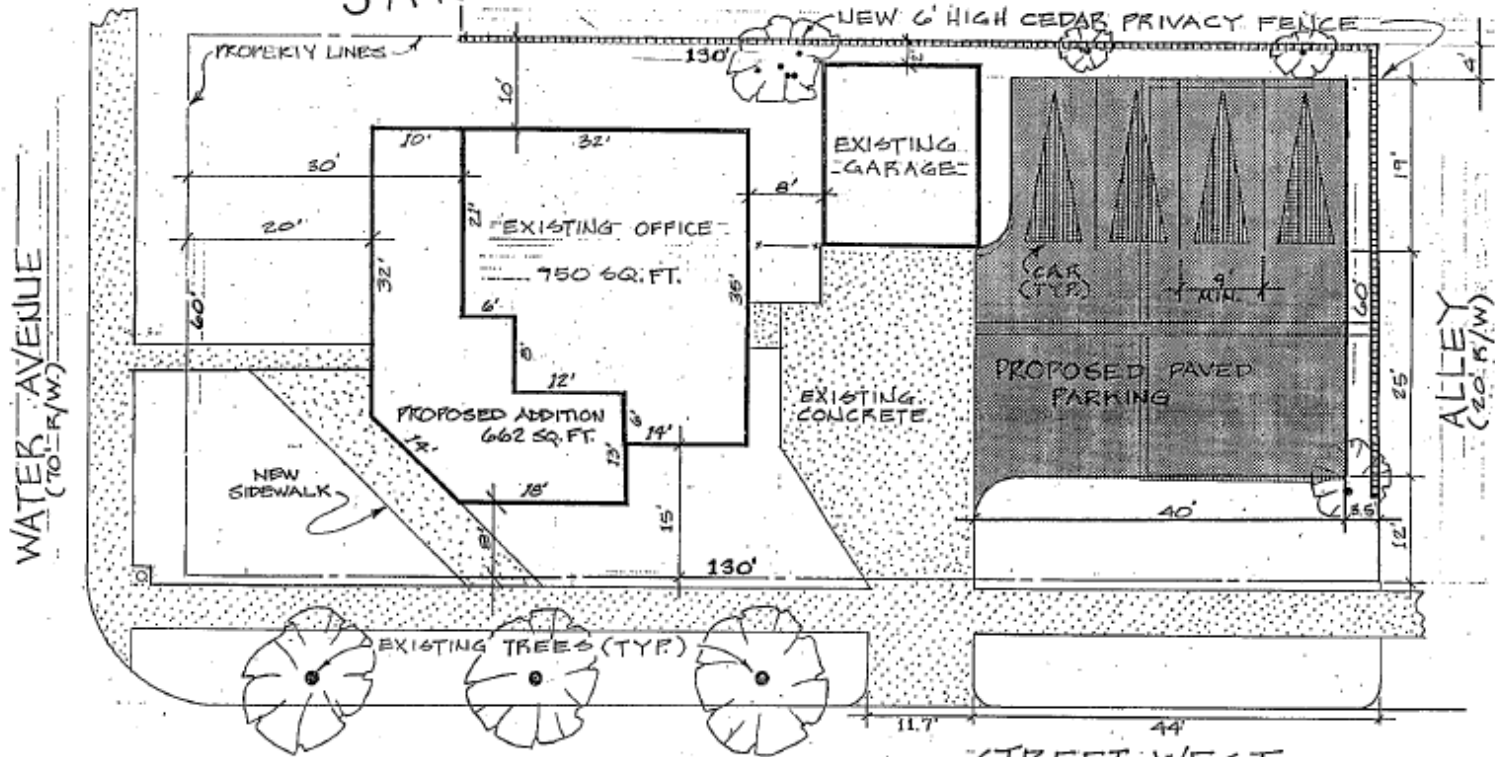 NEW 6' HIGH CEDAR PRIVACY FENCE
PROPERTY LINES
130'
2'
4'
10'
10'
32'
30'
EXISTING
GARAGE
8'
19'
21'
EXISTING OFFICE
950 SQ.FT.
20'
32'
35'
CAR
(TYP.)
9'
MIN.
60'
60'
WATER AVENUE
(70' R/W)
ALLEY
(20' R/W)
6'
8'
12'
PROPOSED PAVED
PARKING
25'
EXISTING
CONCRETE
PROPOSED ADDITION
662 SQ.FT.
6'
14'
14'
13'
NEW
SIDEWALK
18'
8'
15'
40'
3.5'
12'
130'
EXISTING TREES (TYP.)
11.7'
44'
STREET WEST